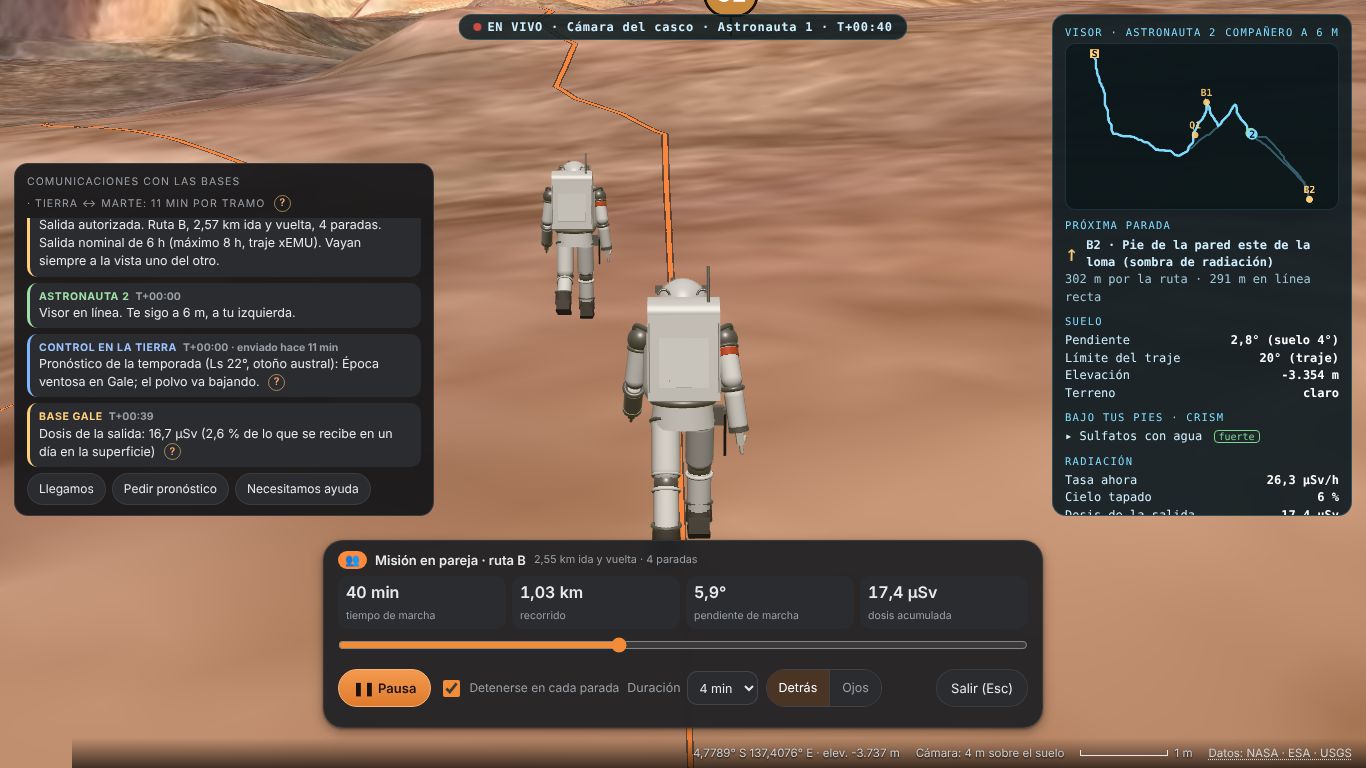 EN VIVO · Cámara del casco · Astronauta 1 · T+00:40
COMUNICACIONES CON LAS BASES
· TIERRA ↔ MARTE: 11 MIN POR TRAMO ?
Salida autorizada. Ruta B, 2,57 km ida y vuelta, 4 paradas.
Salida nominal de 6 h (máximo 8 h, traje xEMU). Vayan
siempre a la vista uno del otro.
ASTRONAUTA 2 T+00:00
Visor en línea. Te sigo a 6 m, a tu izquierda.
CONTROL EN LA TIERRA T+00:00 · enviado hace 11 min
Pronóstico de la temporada (Ls 22°, otoño austral): Época
ventosa en Gale; el polvo va bajando. ?
BASE GALE T+00:39
Dosis de la salida: 16,7 µSv (2,6 % de lo que se recibe en un
día en la superficie) ?
Llegamos Pedir pronóstico Necesitamos ayuda
VISOR · ASTRONAUTA 2 COMPAÑERO A 6 M
S
B1
2
B2
PRÓXIMA PARADA
↑ B2 · Pie de la pared este de la
loma (sombra de radiación)
302 m por la ruta · 291 m en línea
recta
SUELO
Pendiente 2,8° (suelo 4°)
Límite del traje 20° (traje)
Elevación -3.354 m
Terreno claro
BAJO TUS PIES · CRISM
▸ Sulfatos con agua fuerte
RADIACIÓN
Tasa ahora 26,3 µSv/h
Cielo tapado 6 %
Dosis de la salida 17,4 µSv
Misión en pareja · ruta B 2,55 km ida y vuelta · 4 paradas
40 min 1,03 km 5,9° 17,4 µSv
tiempo de marcha recorrido pendiente de marcha dosis acumulada
❚❚ Pausa Detenerse en cada parada Duración 4 min Detrás Ojos Salir (Esc)
4,7789° S 137,4076° E · elev. -3.737 m Cámara: 4 m sobre el suelo 1 m Datos: NASA · ESA · USGS